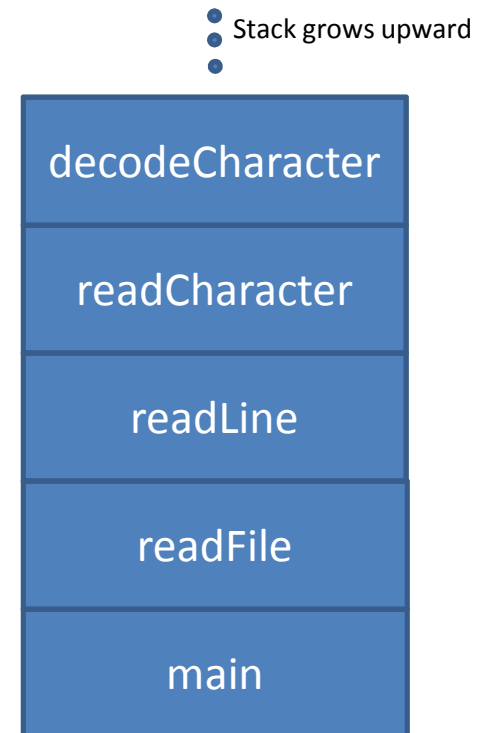 Stack grows upward
decodeCharacter
readCharacter
readLine
readFile
main